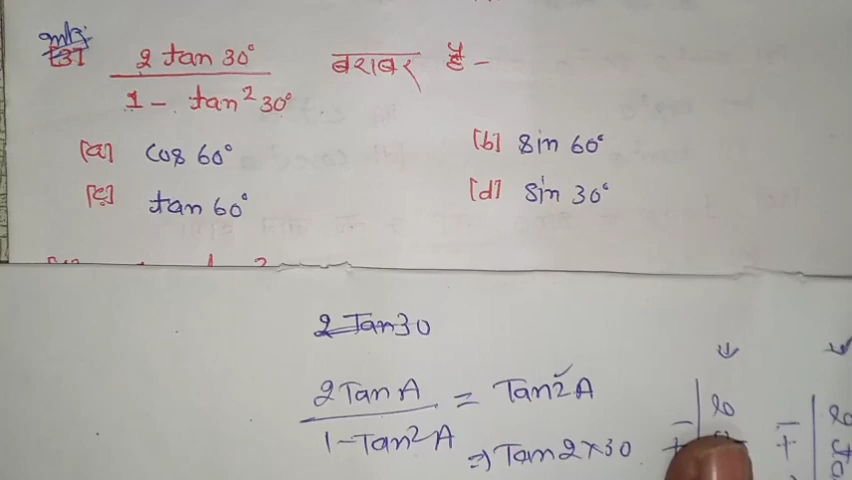 [3] 2 tan 30° / 1 - tan² 30° बराबर है -
[a] cos 60° [b] sin 60°
[c] tan 60° [d] sin 30°
2 Tan30
2 Tan A / 1 - Tan² A = Tan2A
⇒ Tan 2×30